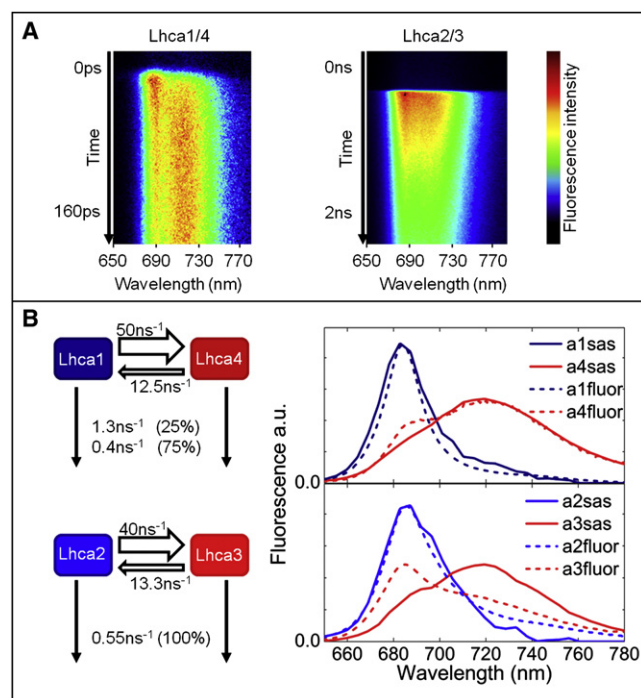 A
Lhca1/4
Lhca2/3
0ps
Time
160ps
650 690 730 770
Wavelength (nm)
0ns
Time
2ns
650 690 730 770
Wavelength (nm)
Fluorescence intensity
B
50ns⁻¹
Lhca1
Lhca4
12.5ns⁻¹
1.3ns⁻¹ (25%)
0.4ns⁻¹ (75%)
40ns⁻¹
Lhca2
Lhca3
13.3ns⁻¹
0.55ns⁻¹ (100%)
Fluorescence a.u.
a1sas
a4sas
a1fluor
a4fluor
0.0
a2sas
a3sas
a2fluor
a3fluor
0.0
660 680 700 720 740 760 780
Wavelength (nm)